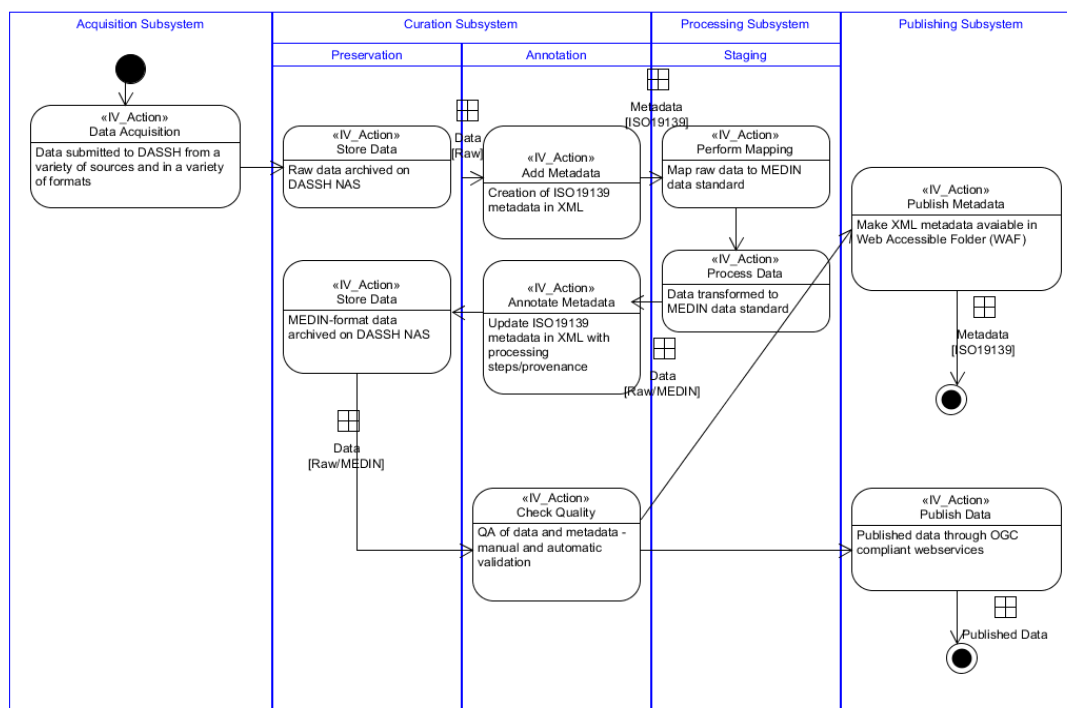 Acquisition Subsystem
Curation Subsystem
Processing Subsystem
Publishing Subsystem
Preservation
Annotation
Staging
«IV_Action»
Data Acquisition
Data submitted to DASSH from a
variety of sources and in a variety
of formats
«IV_Action»
Store Data
Raw data archived on
DASSH NAS
Data
[Raw]
«IV_Action»
Add Metadata
Creation of ISO19139
metadata in XML
Metadata
[ISO19139]
«IV_Action»
Perform Mapping
Map raw data to MEDIN
data standard
«IV_Action»
Process Data
Data transformed to
MEDIN data standard
Data
[Raw/MEDIN]
«IV_Action»
Annotate Metadata
Update ISO19139
metadata in XML with
processing
steps/provenance
«IV_Action»
Store Data
MEDIN-format data
archived on DASSH NAS
Data
[Raw/MEDIN]
«IV_Action»
Check Quality
QA of data and metadata -
manual and automatic
validation
«IV_Action»
Publish Metadata
Make XML metadata avaiable in
Web Accessible Folder (WAF)
Metadata
[ISO19139]
«IV_Action»
Publish Data
Published data through OGC
compliant webservices
Published Data